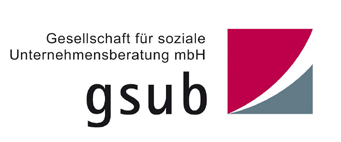 Gesellschaft für soziale
Unternehmensberatung mbH
gsub